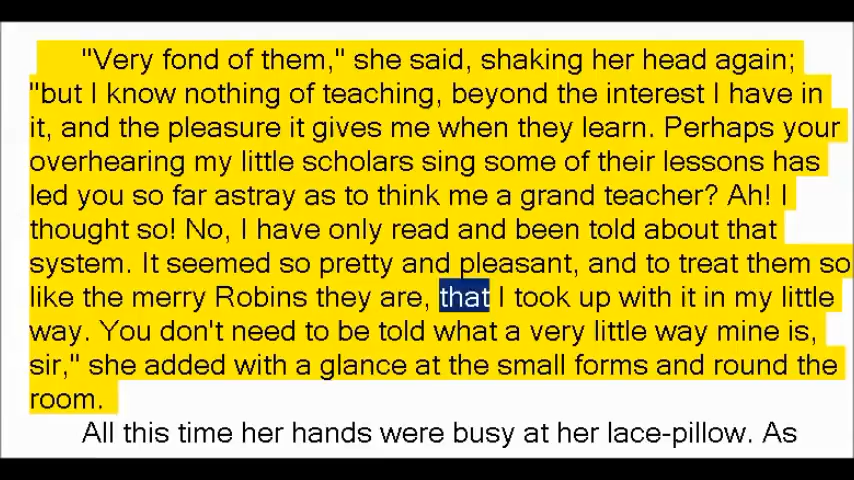 "Very fond of them," she said, shaking her head again;
"but I know nothing of teaching, beyond the interest I have in
it, and the pleasure it gives me when they learn. Perhaps your
overhearing my little scholars sing some of their lessons has
led you so far astray as to think me a grand teacher? Ah! I
thought so! No, I have only read and been told about that
system. It seemed so pretty and pleasant, and to treat them so
like the merry Robins they are, that I took up with it in my little
way. You don't need to be told what a very little way mine is,
sir," she added with a glance at the small forms and round the
room.
All this time her hands were busy at her lace-pillow. As